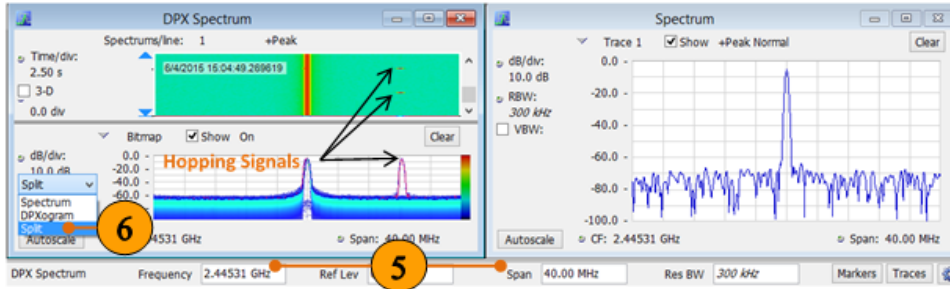 DPX Spectrum
Spectrums/line: 1 +Peak
Time/div:
2.50 s
6/4/2015 15:04:49.269619
3-D
0.0 div
Bitmap Show On Clear
dB/div:
10.0 dB
0.0 -
-20.0 -
-40.0 -
-60.0 -
Hopping Signals
Split
Spectrum
DPXogram
Split
6
Autoscale
4531 GHz
Span: 40.00 MHz
Spectrum
Trace 1 Show +Peak Normal Clear
dB/div:
10.0 dB
RBW:
300 kHz
VBW:
0.0 -
-20.0 -
-40.0 -
-60.0 -
-80.0 -
-100.0 -
Autoscale CF: 2.44531 GHz Span: 40.00 MHz
DPX Spectrum Frequency 2.44531 GHz Ref Lev 5 Span 40.00 MHz Res BW 300 kHz Markers Traces